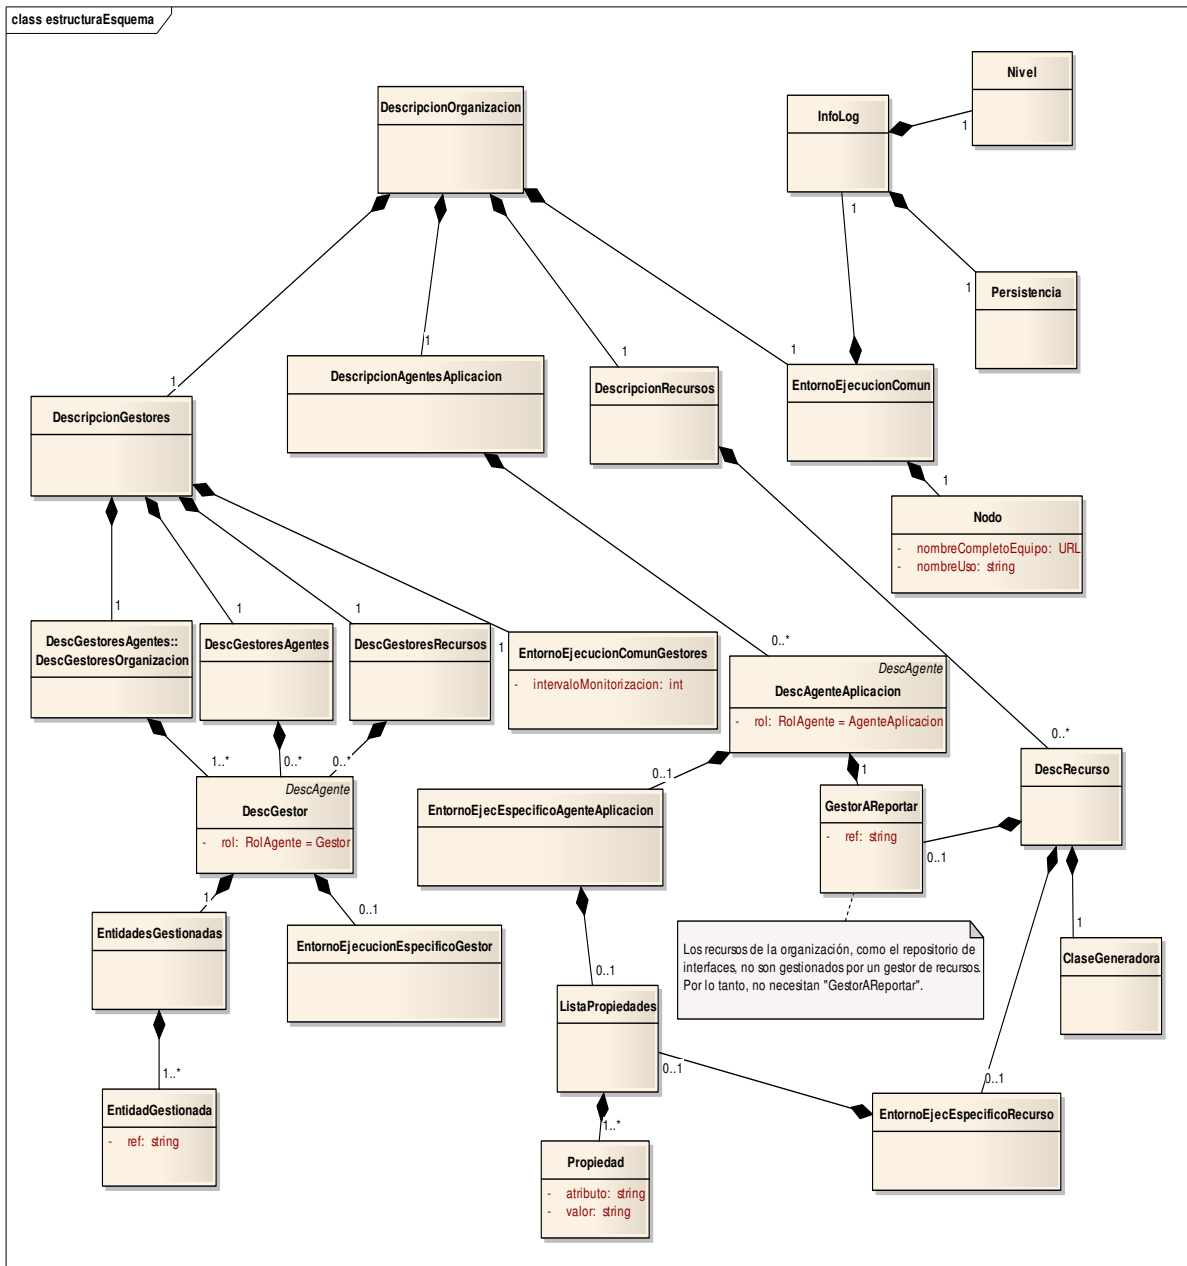 class estructuraEsquema
Nivel
DescripcionOrganizacion
InfoLog
1
1
Persistencia
1
1
DescripcionAgentesAplicacion
1
DescripcionRecursos
1
EntornoEjecucionComun
1
DescripcionGestores
1
Nodo
- nombreCompletoEquipo: URL
- nombreUso: string
1
DescGestoresAgentes::
DescGestoresOrganizacion
1
DescGestoresAgentes
1
DescGestoresRecursos
1
EntornoEjecucionComunGestores
- intervaloMonitorizacion: int
0..*
DescAgente
DescAgenteAplicacion
- rol: RolAgente = AgenteAplicacion
0..*
DescRecurso
1..*
0..*
0..*
DescAgente
DescGestor
- rol: RolAgente = Gestor
0..1
EntornoEjecEspecificoAgenteAplicacion
1
GestorAReportar
- ref: string
0..1
1
EntidadesGestionadas
0..1
EntornoEjecucionEspecificoGestor
Los recursos de la organización, como el repositorio de
interfaces, no son gestionados por un gestor de recursos.
Por lo tanto, no necesitan "GestorAReportar".
1
ClaseGeneradora
0..1
ListaPropiedades
0..1
1..*
EntidadGestionada
- ref: string
0..1
EntornoEjecEspecificoRecurso
1..*
Propiedad
- atributo: string
- valor: string